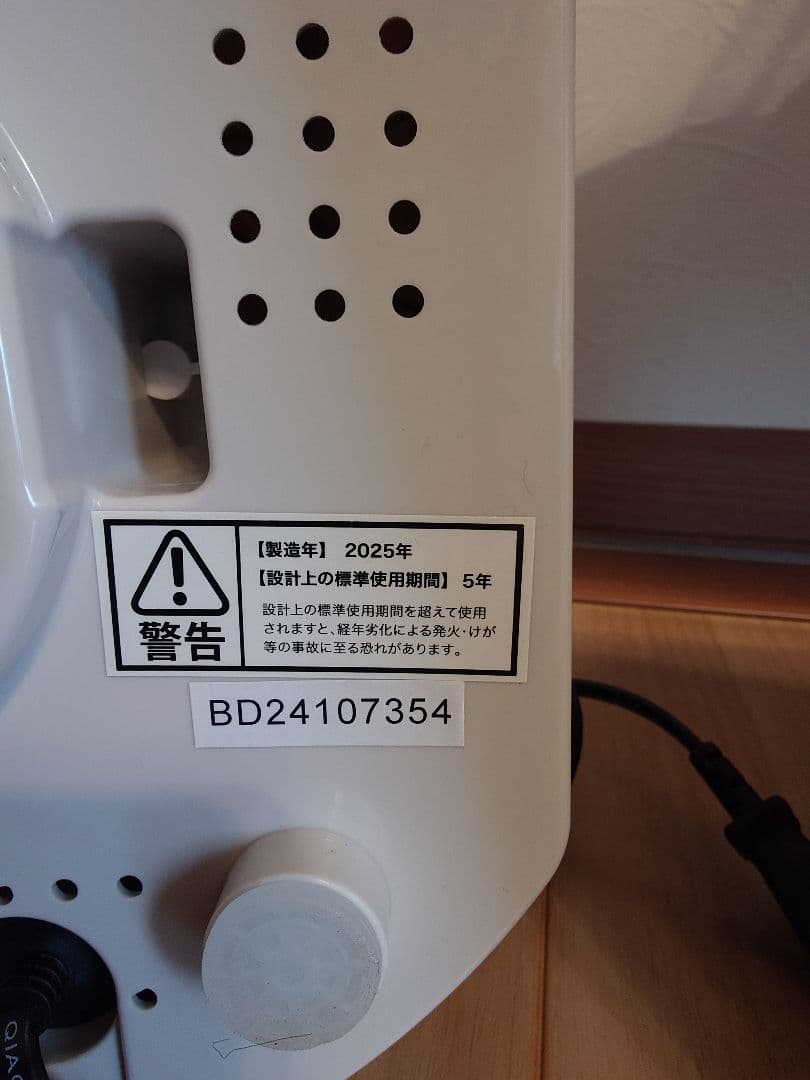 【製造年】 2025年
【設計上の標準使用期間】 5年
設計上の標準使用期間を超えて使用
されますと、経年劣化による発火・けが
等の事故に至る恐れがあります。
警告
BD24107354